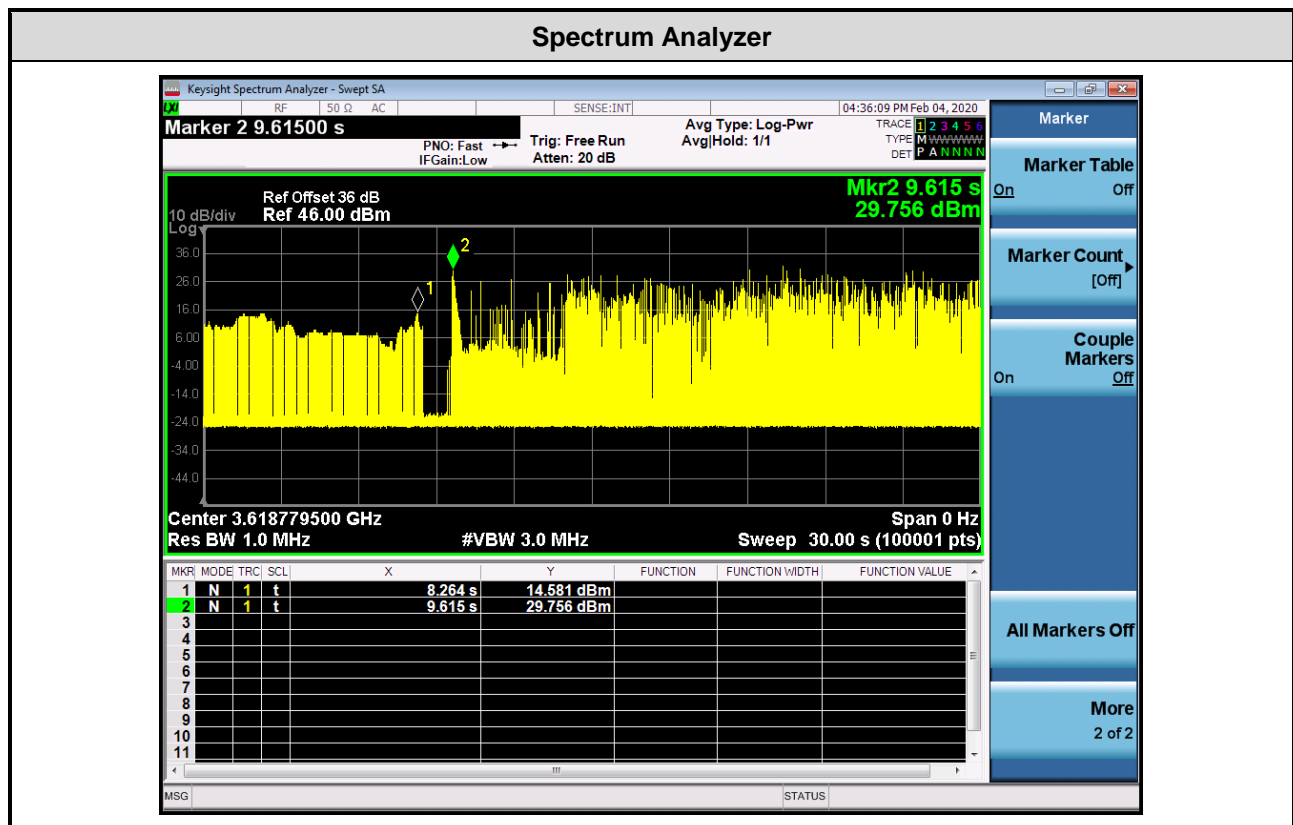 Spectrum Analyzer
Keysight Spectrum Analyzer - Swept SA
LXI RF 50 Ω AC SENSE:INT 04:36:09 PM Feb 04, 2020
Marker 2 9.61500 s
PNO: Fast
IFGain:Low
Trig: Free Run
Atten: 20 dB
Avg Type: Log-Pwr
Avg|Hold: 1/1
TRACE 1 2 3 4 5 6
TYPE M W W W W W
DET P A N N N N
Marker
Mkr2 9.615 s
29.756 dBm
Ref Offset 36 dB
10 dB/div Ref 46.00 dBm
Log
36.0
26.0
16.0
6.00
-4.00
-14.0
-24.0
-34.0
-44.0
1
2
Center 3.618779500 GHz Span 0 Hz
Res BW 1.0 MHz #VBW 3.0 MHz Sweep 30.00 s (100001 pts)
MKR MODE TRC SCL X Y FUNCTION FUNCTION WIDTH FUNCTION VALUE
1 N 1 t 8.264 s 14.581 dBm
2 N 1 t 9.615 s 29.756 dBm
3
4
5
6
7
8
9
10
11
MSG STATUS
Marker Table
On Off
Marker Count
[Off]
Couple
Markers
On Off
All Markers Off
More
2 of 2